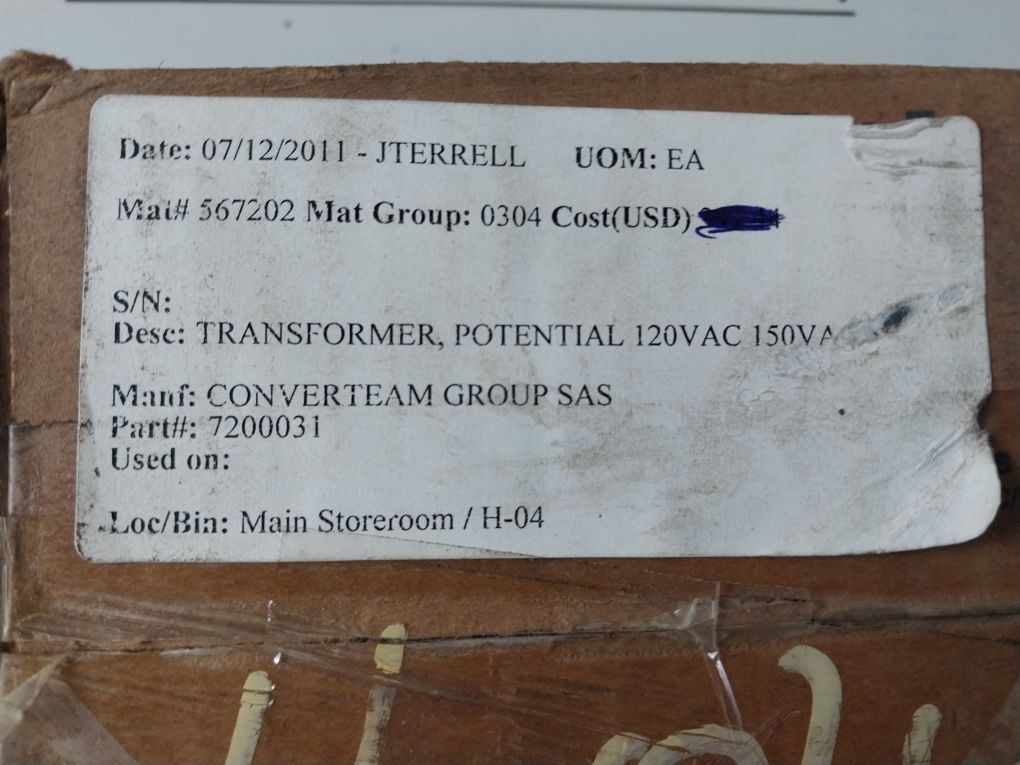 Date: 07/12/2011 - JTERRELL UOM: EA
Mat# 567202 Mat Group: 0304 Cost(USD)
S/N:
Desc: TRANSFORMER, POTENTIAL 120VAC 150VA
Manf: CONVERTEAM GROUP SAS
Part#: 7200031
Used on:
Loc/Bin: Main Storeroom / H-04